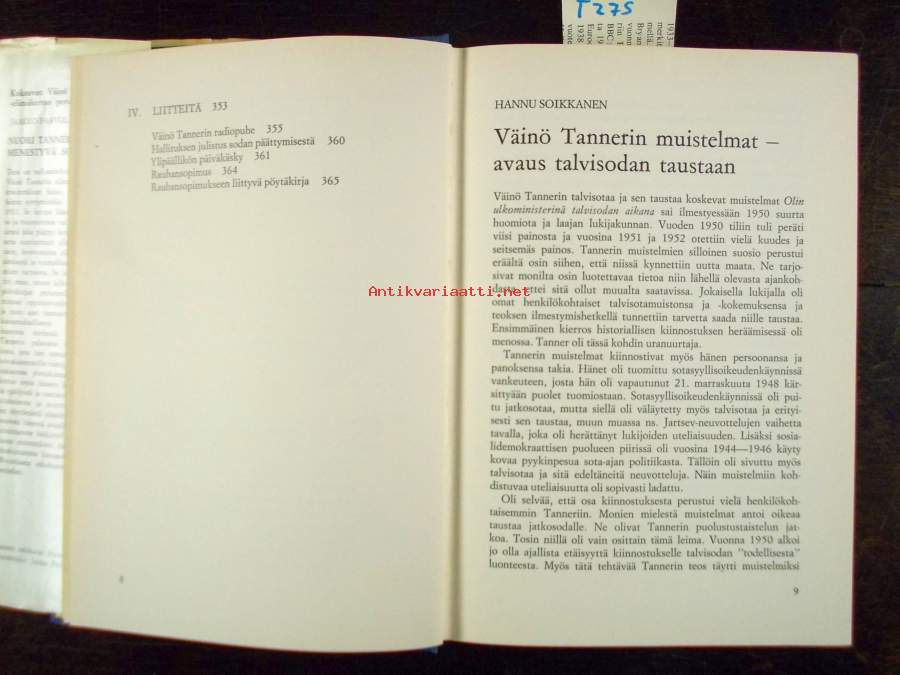 IV. LIITTEITÄ 353
Väinö Tannerin radiopuhe 355
Hallituksen julistus sodan päättymisestä 360
Ylipäällikön päiväkäsky 361
Rauhansopimus 364
Rauhansopimukseen liittyvä pöytäkirja 365
8
T 275
HANNU SOIKKANEN
Väinö Tannerin muistelmat –
avaus talvisodan taustaan
Väinö Tannerin talvisotaa ja sen taustaa koskevat muistelmat Olin
ulkoministerinä talvisodan aikana sai ilmestyessään 1950 suurta
huomiota ja laajan lukijakunnan. Vuoden 1950 tiliin tuli peräti
viisi painosta ja vuosina 1951 ja 1952 otettiin vielä kuudes ja
seitsemäs painos. Tannerin muistelmien silloinen suosio perustui
eräältä osin siihen, että niissä kynnettiin uutta maata. Ne tarjo-
sivat monilta osin luotettavaa tietoa niin lähellä olevasta ajankoh-
dasta, ettei sitä ollut muualta saatavissa. Jokaisella lukijalla oli
omat henkilökohtaiset talvisotamuistonsa ja -kokemuksensa ja
teoksen ilmestymishetkellä tunnettiin tarvetta saada niille taustaa.
Ensimmäinen kierros historiallisen kiinnostuksen heräämisessä oli
menossa. Tanner oli tässä kohdin uranuurtaja.
Tannerin muistelmat kiinnostivat myös hänen persoonansa ja
panoksensa takia. Hänet oli tuomittu sotasyyllisoikeudenkäynnissä
vankeuteen, josta hän oli vapautunut 21. marraskuuta 1948 kär-
sittyään puolet tuomiostaan. Sotasyyllisoikeudenkäynnissä oli pui-
tu jatkosotaa, mutta siellä oli väläytetty myös talvisotaa ja erityi-
sesti sen taustaa, muun muassa ns. Jartsev-neuvottelujen vaihetta
tavalla, joka oli herättänyt lukijoiden uteliaisuuden. Lisäksi sosia-
lidemokraattisen puolueen piirissä oli vuosina 1944—1946 käyty
kovaa pyykinpesua sota-ajan politiikasta. Tällöin oli sivuttu myös
talvisotaa ja sitä edeltäneitä neuvotteluja. Näin muistelmiin koh-
distuvaa uteliaisuutta oli sopivasti ladattu.
Oli selvää, että osa kiinnostuksesta perustui vielä henkilökoh-
taisemmin Tanneriin. Monien mielestä muistelmat antoi oikeaa
taustaa jatkosodalle. Ne olivat Tannerin puolustustaistelun jat-
koa. Tosin niillä oli vain osittain tämä leima. Vuonna 1950 alkoi
jo olla ajallista etäisyyttä kiinnostukselle talvisodan "todellisesta"
luonteesta. Myös tätä tehtävää Tannerin teos täytti muistelmiksi
9
Antikvariaatti.net